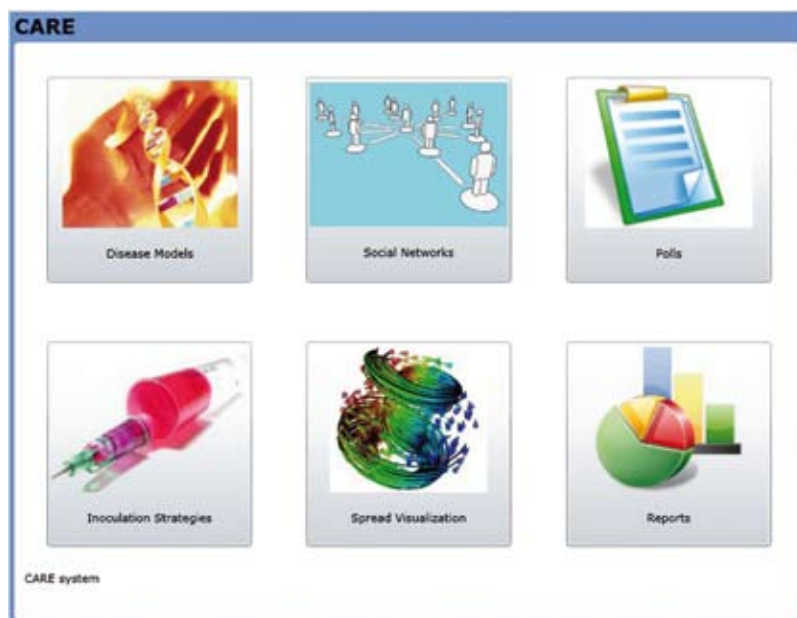 CARE
Disease Models
Social Networks
Polls
Inoculation Strategies
Spread Visualization
Reports
CARE system